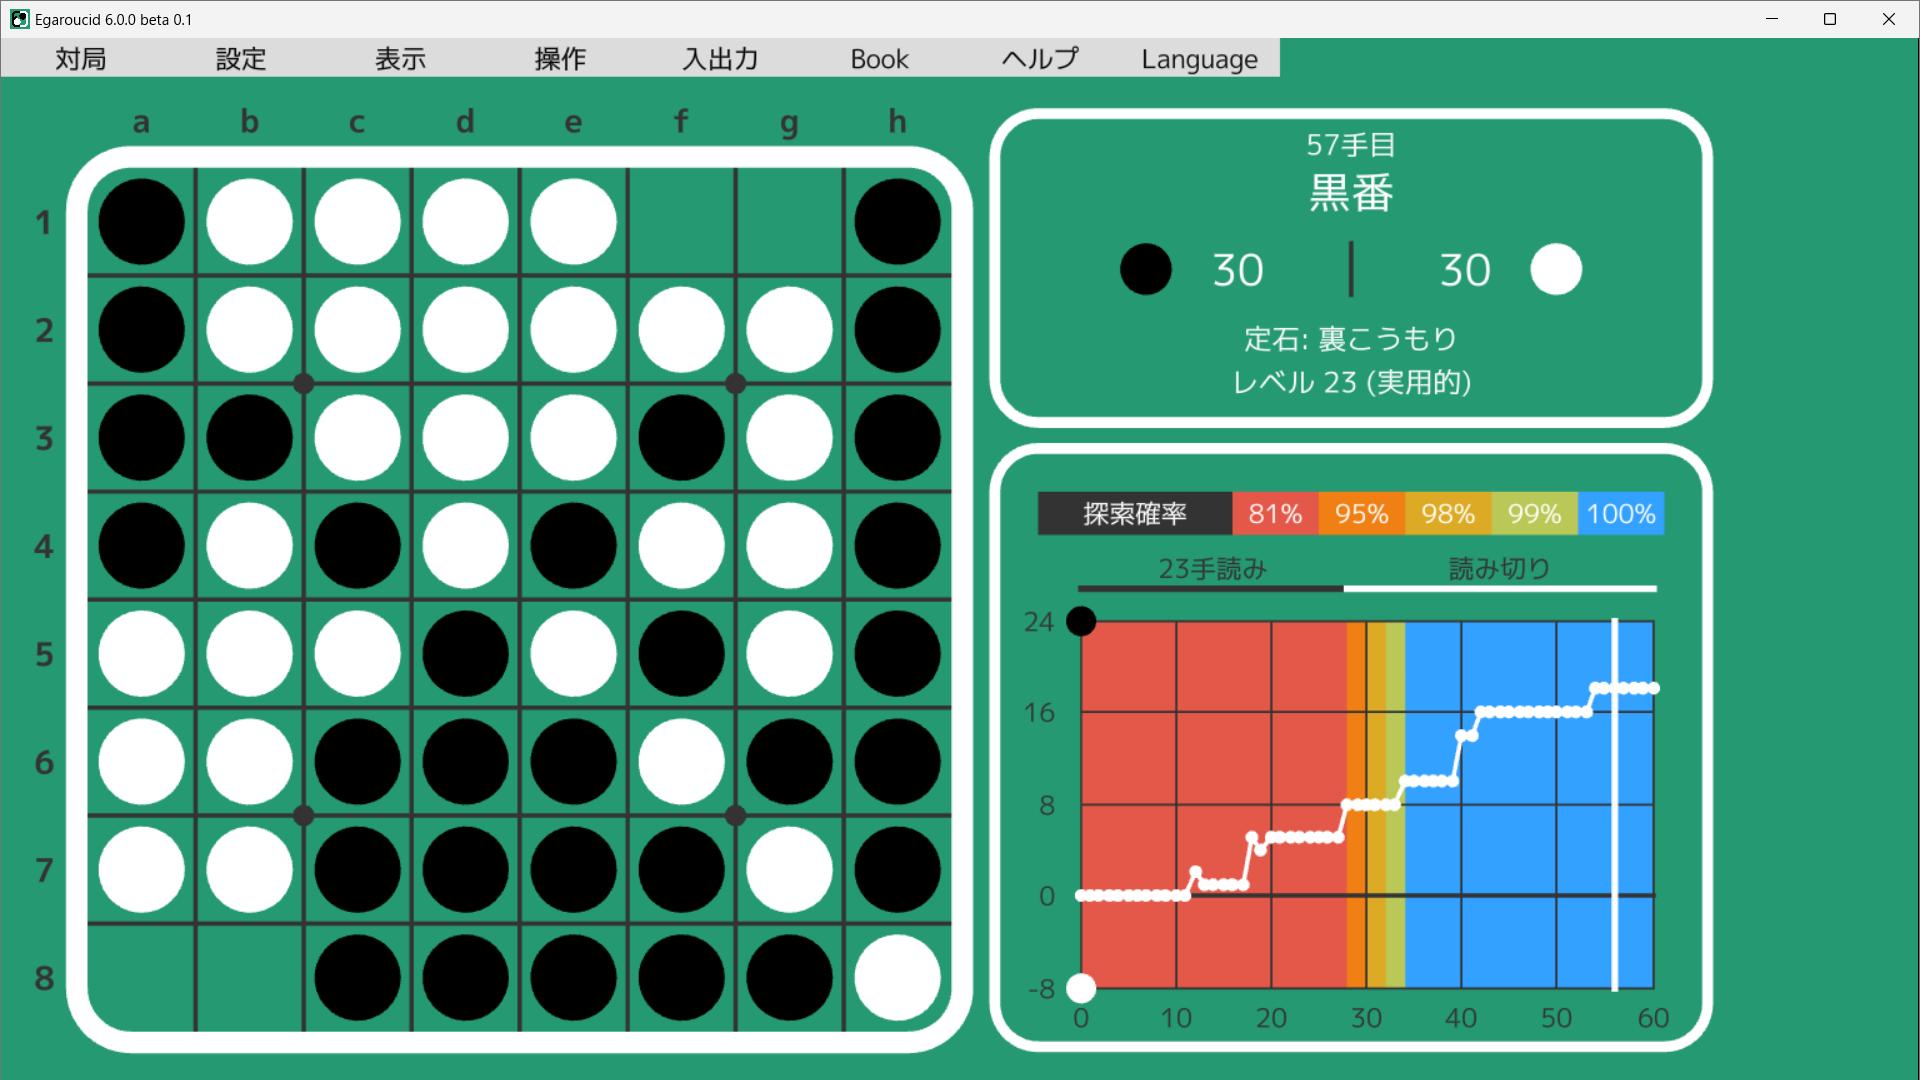 Egaroucid 6.0.0 beta 0.1
対局 設定 表示 操作 入出力 Book ヘルプ Language
a b c d e f g h
1
2
3
4
5
6
7
8
57手目
黒番
30 30
定石: 裏こうもり
レベル 23 (実用的)
探索確率 81% 95% 98% 99% 100%
23手読み 読み切り
24
16
8
0
-8
0 10 20 30 40 50 60